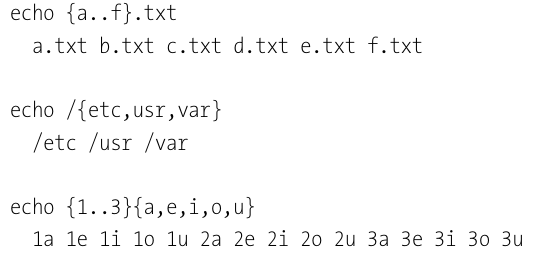 echo {a..f}.txt
a.txt b.txt c.txt d.txt e.txt f.txt
echo /{etc,usr,var}
/etc /usr /var
echo {1..3}{a,e,i,o,u}
1a 1e 1i 1o 1u 2a 2e 2i 2o 2u 3a 3e 3i 3o 3u